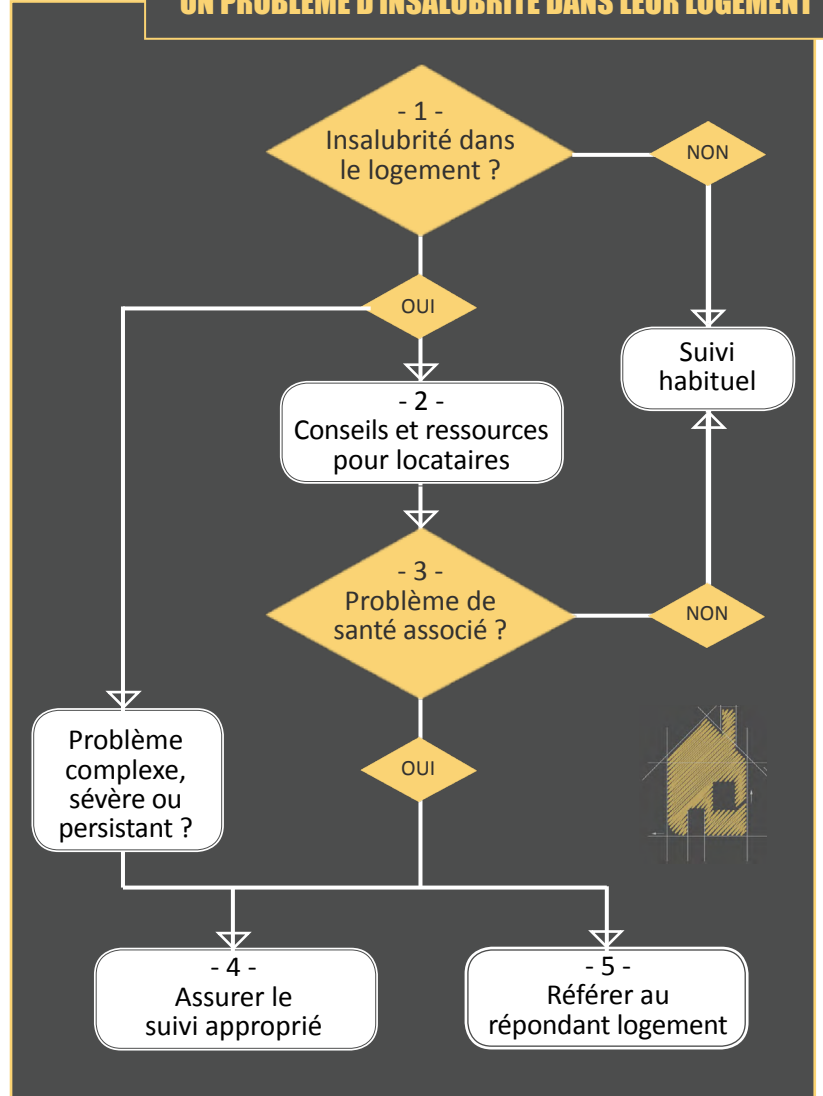 UN PROBLÈME D'INSALUBRITÉ DANS LEUR LOGEMENT
- 1 -
Insalubrité dans
le logement ?
NON
OUI
Suivi
habituel
- 2 -
Conseils et ressources
pour locataires
- 3 -
Problème de
santé associé ?
NON
Problème
complexe,
sévère ou
persistant ?
OUI
- 4 -
Assurer le
suivi approprié
- 5 -
Référer au
répondant logement